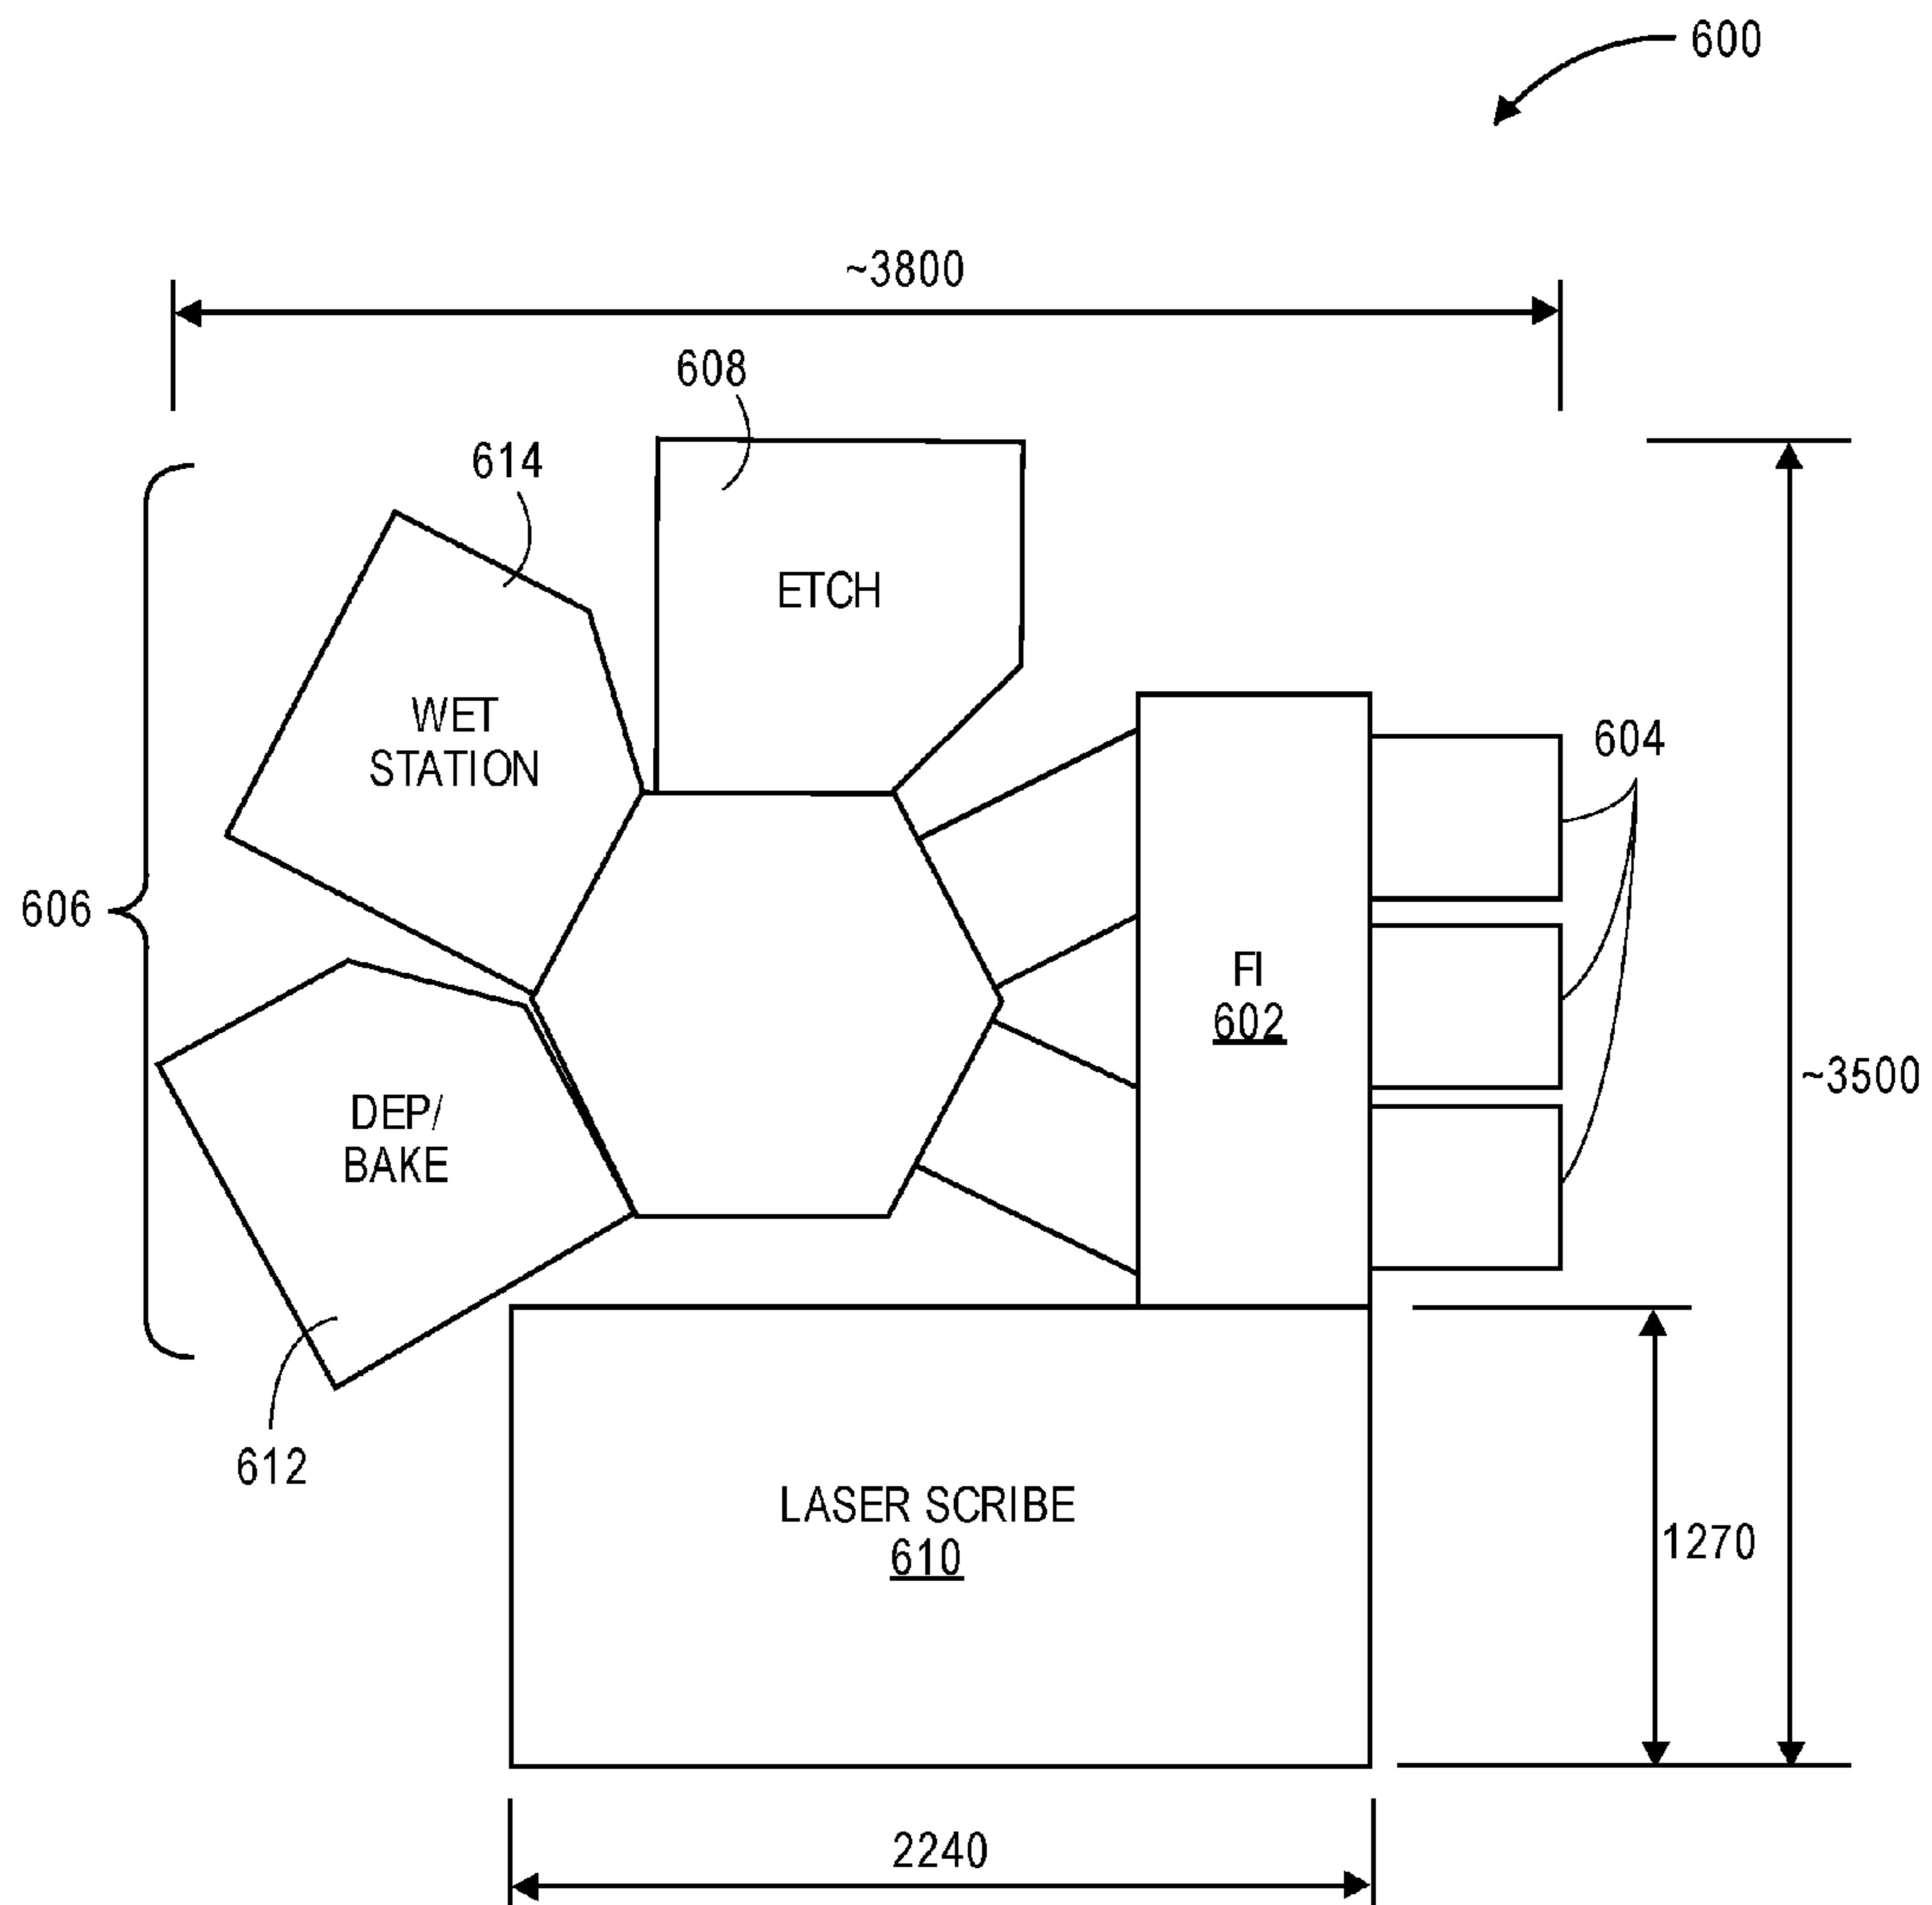 600
~3800
608
614
ETCH
WET
STATION
604
606
FI
602
~3500
DEP/
BAKE
612
LASER SCRIBE
610
1270
2240